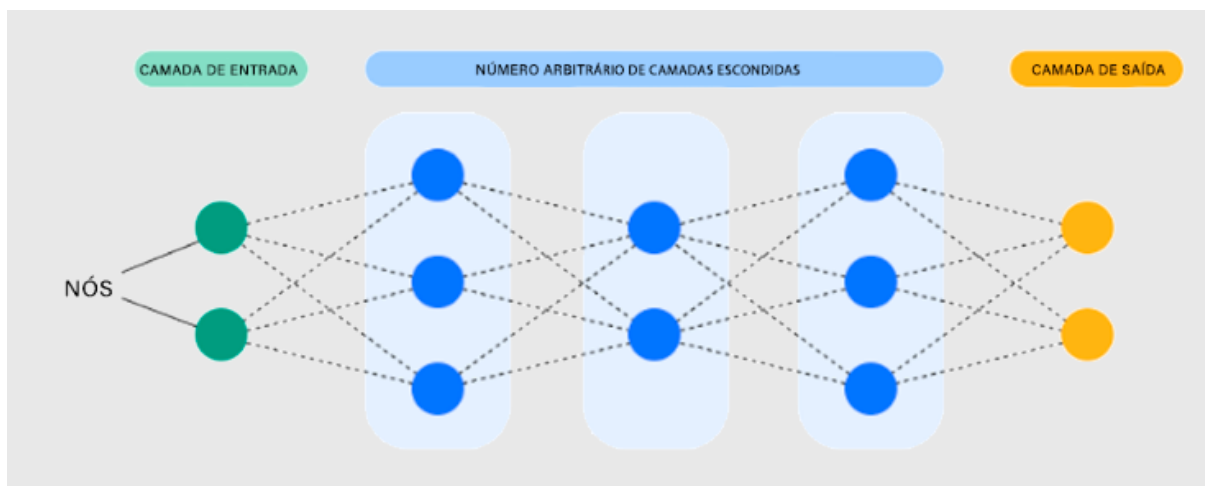 CAMADA DE ENTRADA
NÚMERO ARBITRÁRIO DE CAMADAS ESCONDIDAS
CAMADA DE SAÍDA
NÓS